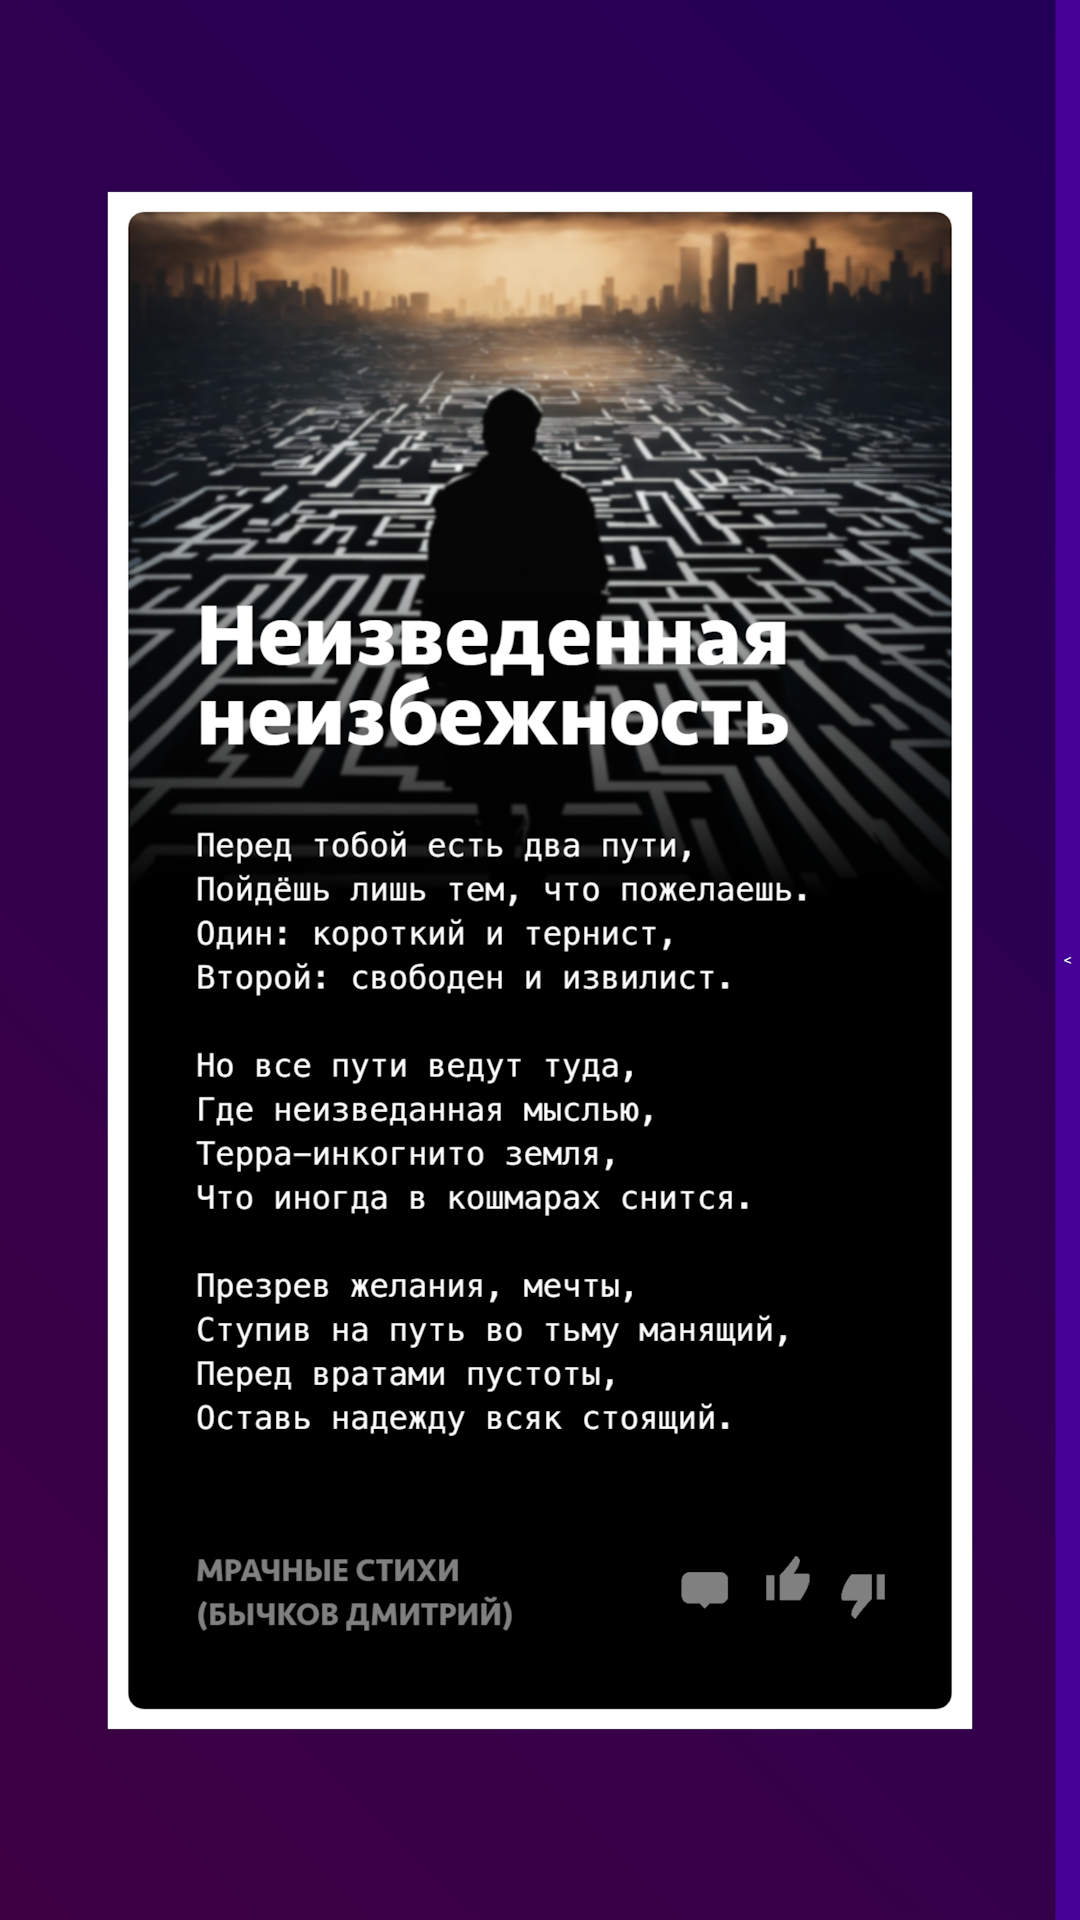 Неизведенная
неизбежность
Перед тобой есть два пути,
Пойдёшь лишь тем, что пожелаешь.
Один: короткий и тернист,
Второй: свободен и извилист.
Но все пути ведут туда,
Где неизведанная мыслью,
Терра–инкогнито земля,
Что иногда в кошмарах снится.
Презрев желания, мечты,
Ступив на путь во тьму манящий,
Перед вратами пустоты,
Оставь надежду всяк стоящий.
МРАЧНЫЕ СТИХИ
(БЫЧКОВ ДМИТРИЙ)
<